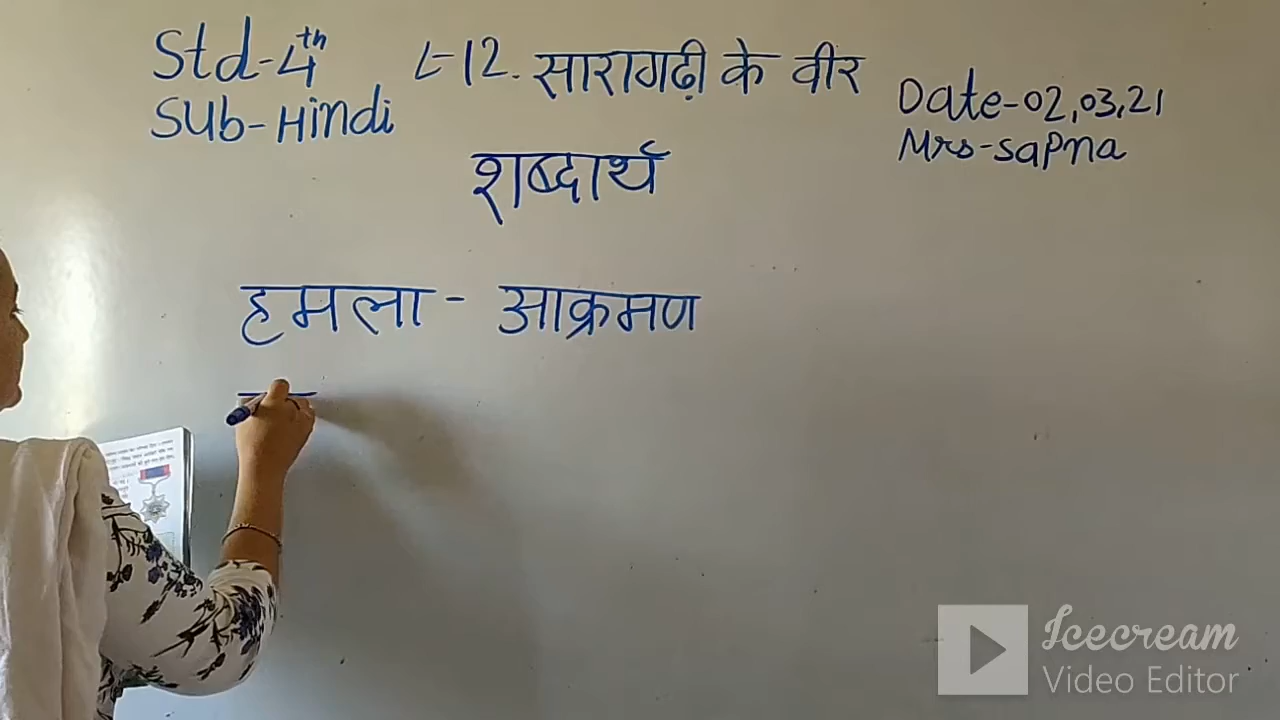 Std-4th L-12. सारागढ़ी के वीर
Sub-Hindi
Date-02,03,21
Mrs-Sapna
शब्दार्थ
हमला - आक्रमण
Icecream
Video Editor